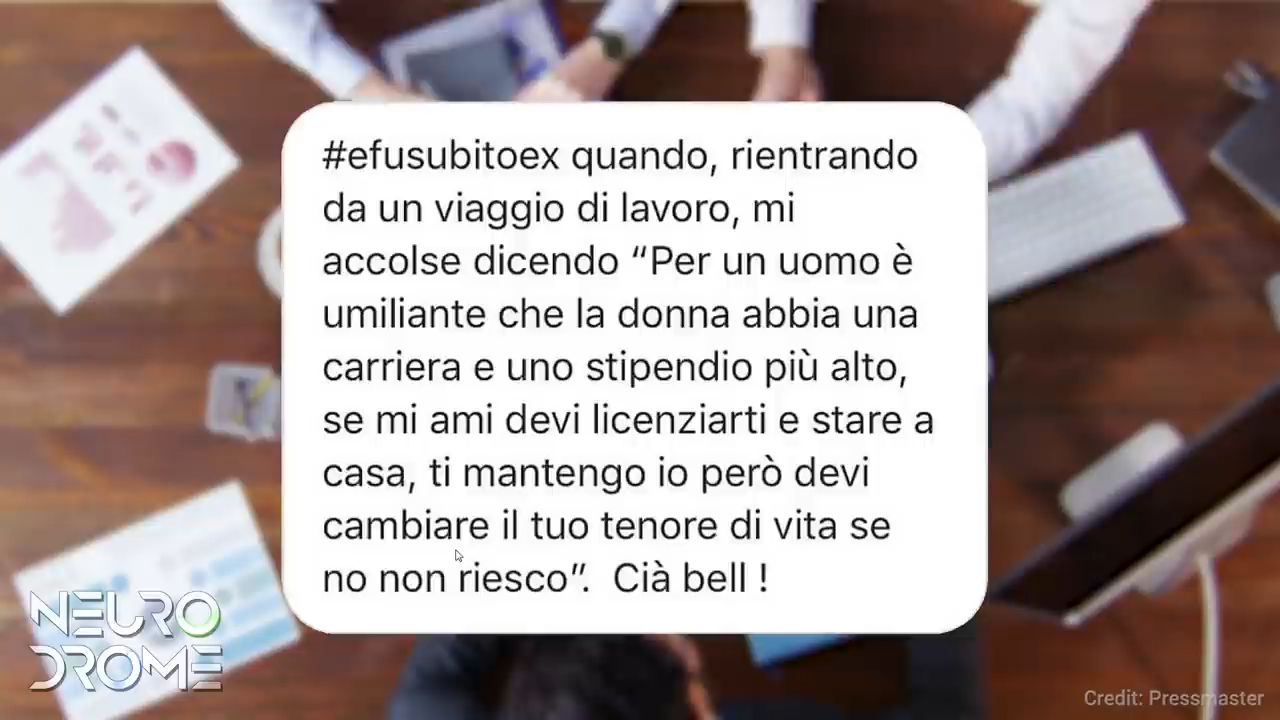 #efusubitoex quando, rientrando
da un viaggio di lavoro, mi
accolse dicendo “Per un uomo è
umiliante che la donna abbia una
carriera e uno stipendio più alto,
se mi ami devi licenziarti e stare a
casa, ti mantengo io però devi
cambiare il tuo tenore di vita se
no non riesco”.  Cià bell !
NEURO
DROME
Credit: Pressmaster